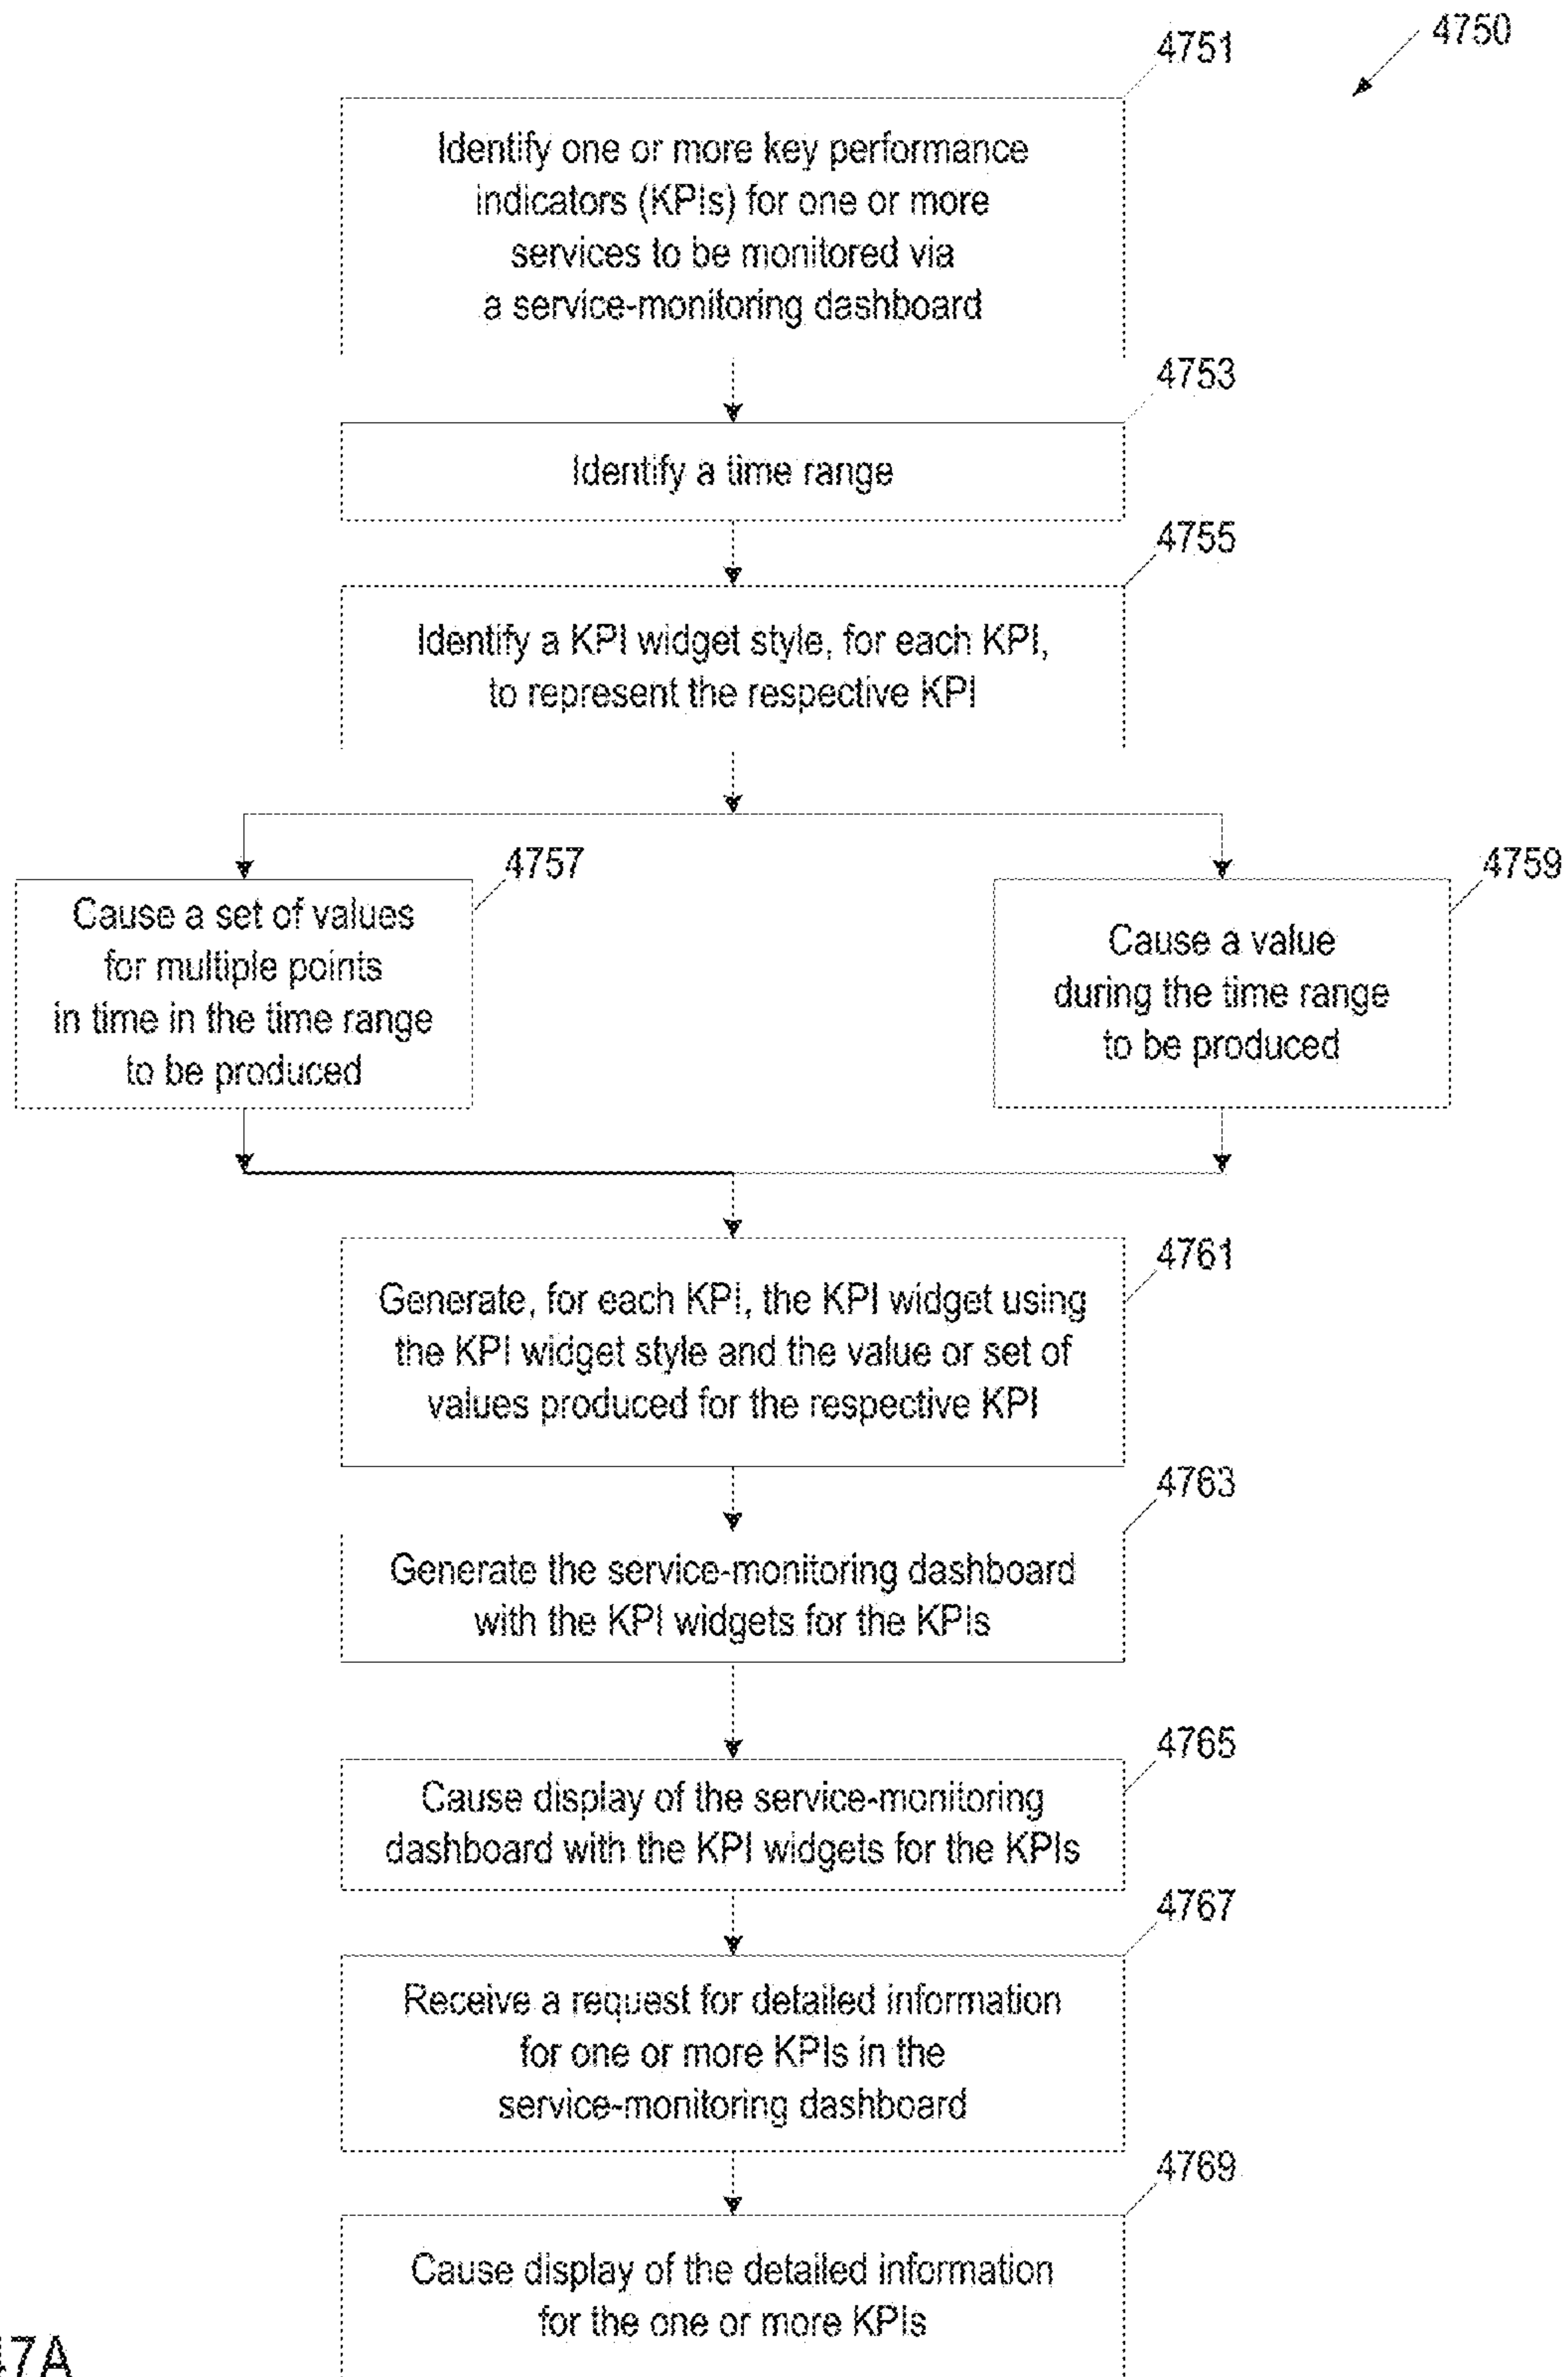 4750
4751
Identify one or more key performance
indicators (KPIs) for one or more
services to be monitored via
a service-monitoring dashboard
4753
Identify a time range
4755
Identify a KPI widget style, for each KPI,
to represent the respective KPI
4757
Cause a set of values
for multiple points
in time in the time range
to be produced
4759
Cause a value
during the time range
to be produced
4761
Generate, for each KPI, the KPI widget using
the KPI widget style and the value or set of
values produced for the respective KPI
4763
Generate the service-monitoring dashboard
with the KPI widgets for the KPIs
4765
Cause display of the service-monitoring
dashboard with the KPI widgets for the KPIs
4767
Receive a request for detailed information
for one or more KPIs in the
service-monitoring dashboard
4769
Cause display of the detailed information
for the one or more KPIs
7A